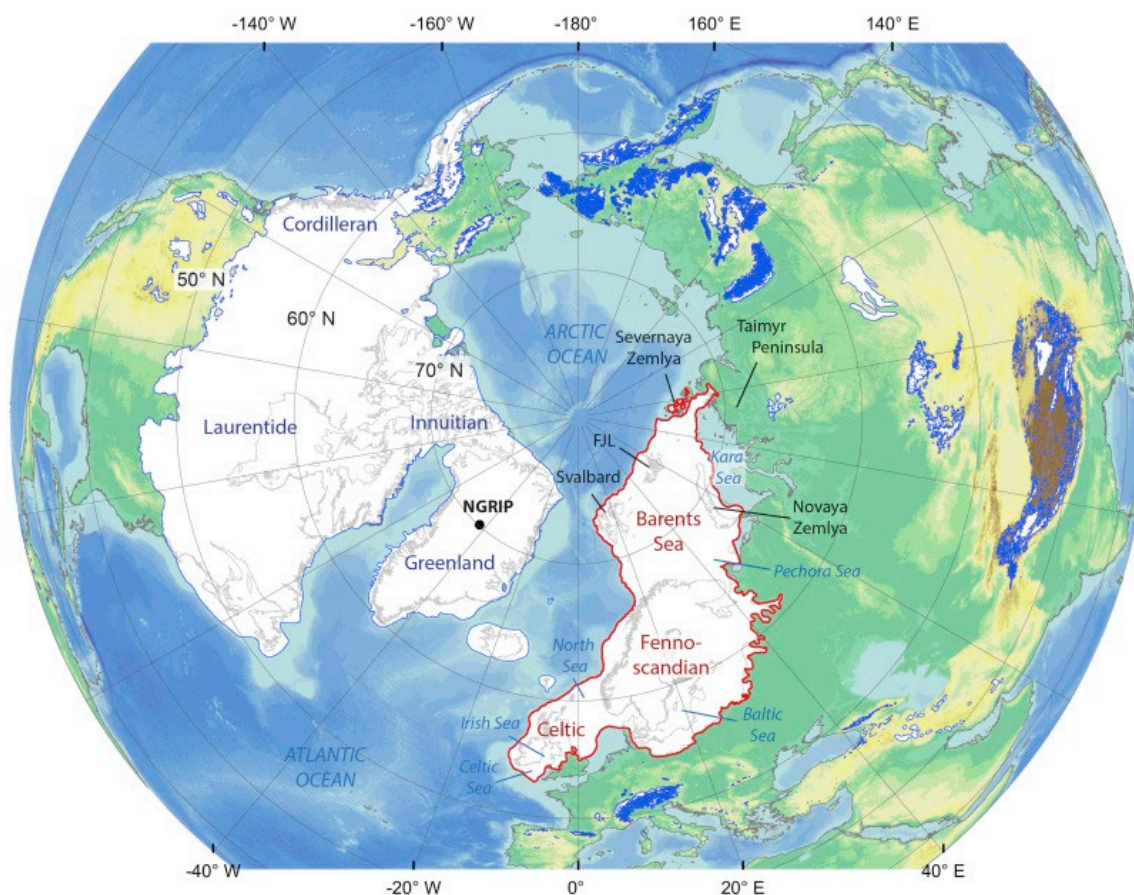 -160° W
-180°
160° E
-140° W
140° E
Cordilleran
50° N
60° N
70° N
ARCTIC
OCEAN
Severnaya
Zemlya
Taimyr
Peninsula
Laurentide
Innuitian
FJL
Kara
Sea
Svalbard
NGRIP
Barents
Sea
Novaya
Zemlya
Greenland
Pechora Sea
North
Sea
Fenno-
scandian
Irish Sea
Celtic
Baltic
Sea
ATLANTIC
OCEAN
Celtic
Sea
-40° W
-20° W
0°
20° E
40° E